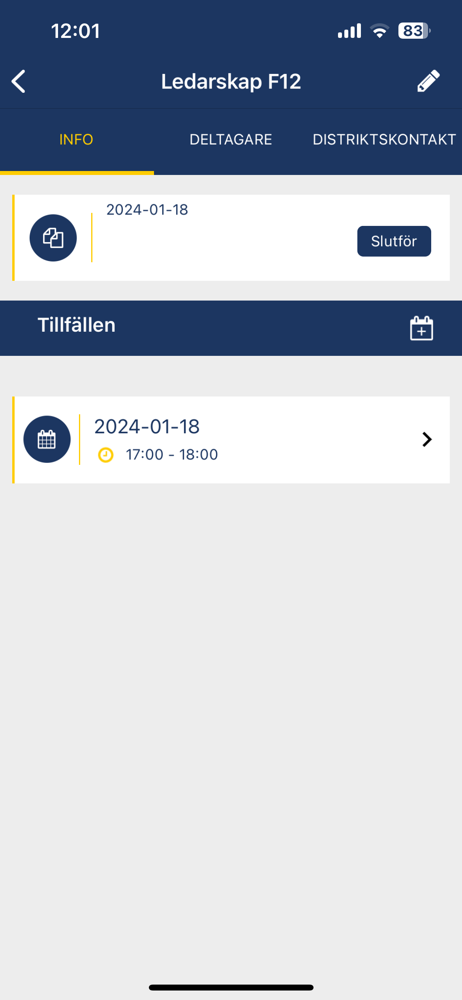 12:01
83
Ledarskap F12
INFO
DELTAGARE
DISTRIKTSKONTAKT
2024-01-18
Slutför
Tillfällen
2024-01-18
17:00 - 18:00